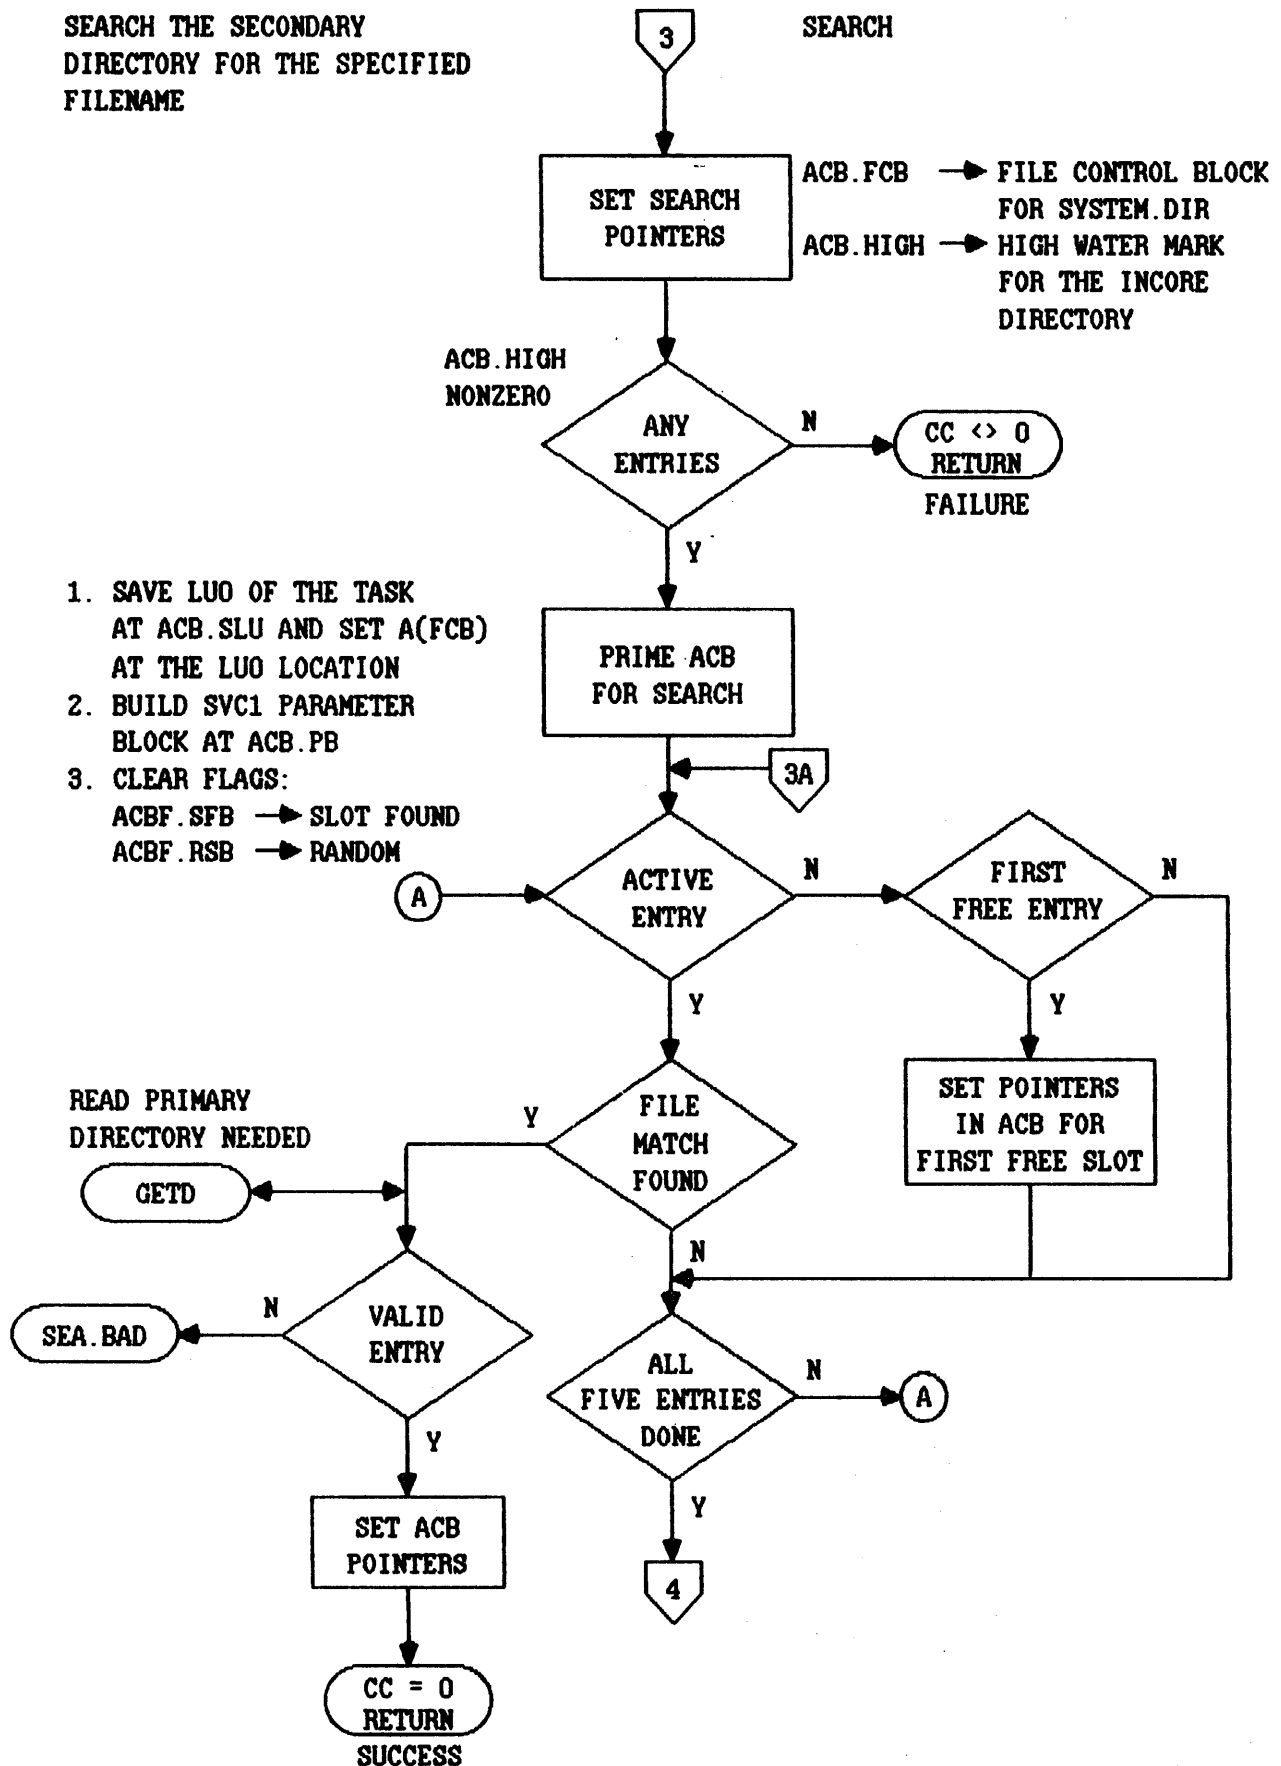 SEARCH THE SECONDARY
DIRECTORY FOR THE SPECIFIED
FILENAME
3
SEARCH
SET SEARCH
POINTERS
ACB.FCB
FILE CONTROL BLOCK
FOR SYSTEM.DIR
ACB.HIGH
HIGH WATER MARK
FOR THE INCORE
DIRECTORY
ACB.HIGH
NONZERO
ANY
ENTRIES
N
CC <> 0
RETURN
FAILURE
Y
1. SAVE LUO OF THE TASK
AT ACB.SLU AND SET A(FCB)
AT THE LUO LOCATION
2. BUILD SVC1 PARAMETER
BLOCK AT ACB.PB
3. CLEAR FLAGS:
ACBF.SFB
SLOT FOUND
ACBF.RSB
RANDOM
PRIME ACB
FOR SEARCH
3A
A
ACTIVE
ENTRY
N
FIRST
FREE ENTRY
N
Y
Y
SET POINTERS
IN ACB FOR
FIRST FREE SLOT
READ PRIMARY
DIRECTORY NEEDED
Y
FILE
MATCH
FOUND
GETD
N
SEA.BAD
N
VALID
ENTRY
ALL
FIVE ENTRIES
DONE
N
A
Y
Y
SET ACB
POINTERS
4
CC = 0
RETURN
SUCCESS